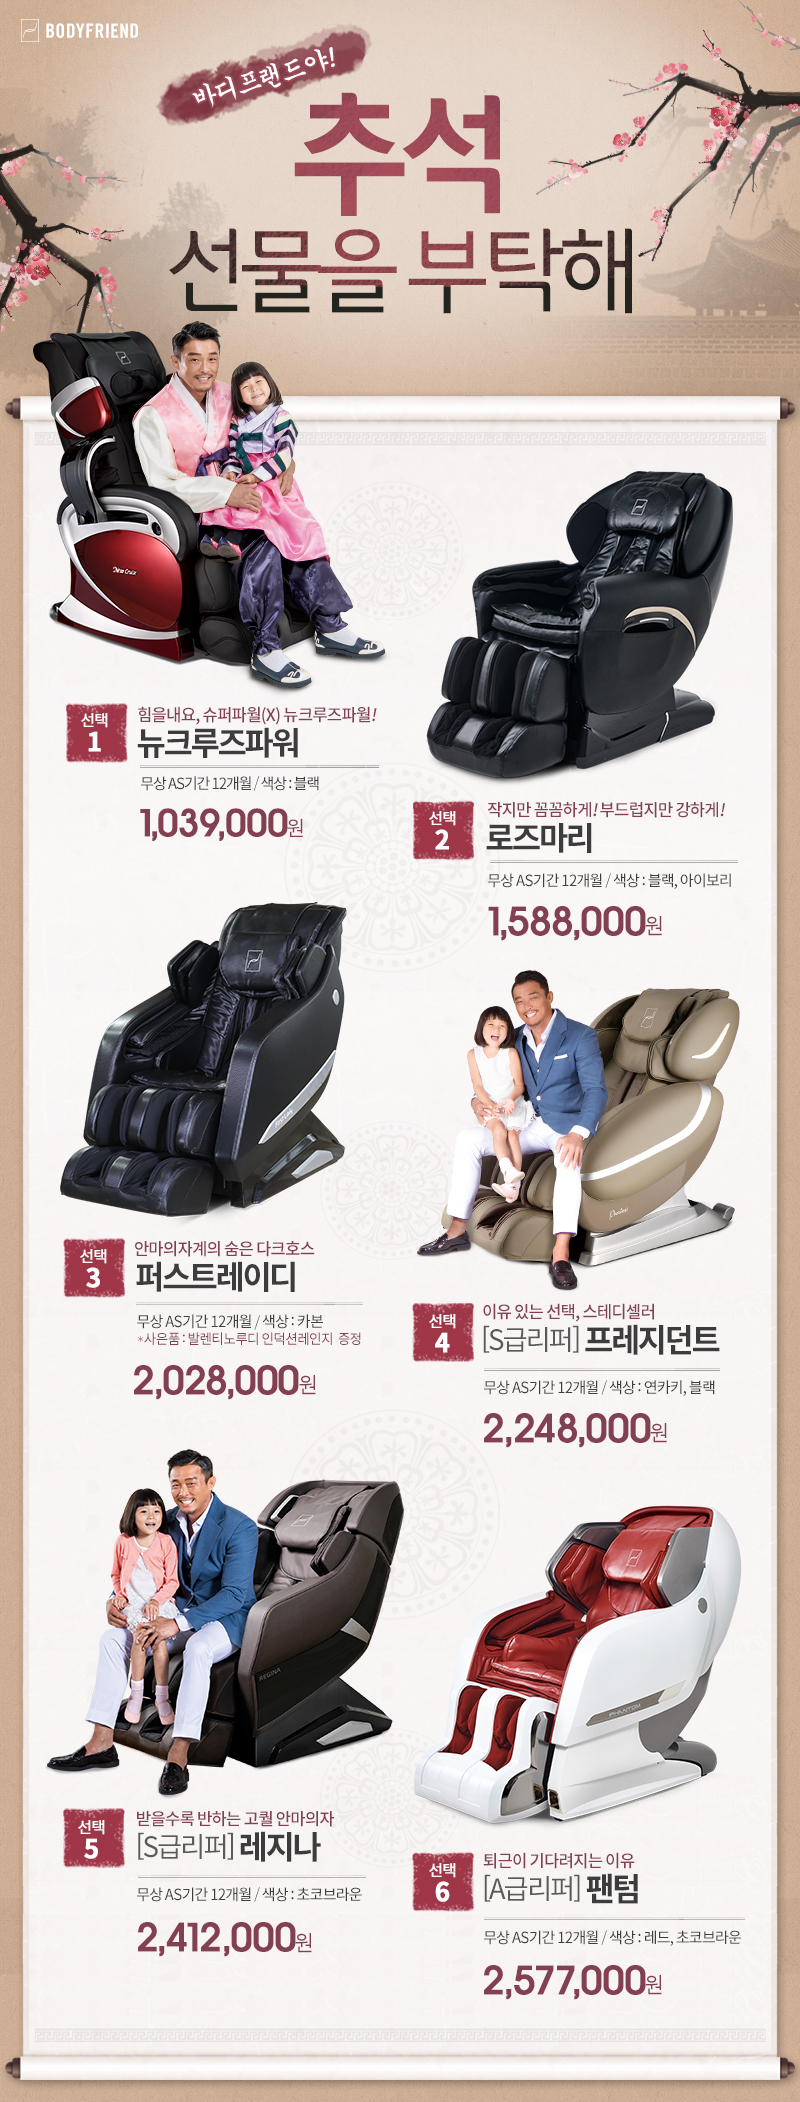 BODYFRIEND
바디프랜드야!
추석
선물을 부탁해
New Cruiz
선택
1
힘을내요, 슈퍼파월(X) 뉴크루즈파월!
뉴크루즈파워
무상 AS기간 12개월 / 색상 : 블랙
1,039,000원
선택
2
작지만 꼼꼼하게! 부드럽지만 강하게!
로즈마리
무상 AS기간 12개월 / 색상 : 블랙, 아이보리
1,588,000원
선택
3
안마의자계의 숨은 다크호스
퍼스트레이디
무상 AS기간 12개월 / 색상 : 카본
*사은품 : 발렌티노루디 인덕션레인지 증정
2,028,000원
선택
4
이유 있는 선택, 스테디셀러
[S급리퍼] 프레지던트
무상 AS기간 12개월 / 색상 : 연카키, 블랙
2,248,000원
REGINA
선택
5
받을수록 반하는 고퀄 안마의자
[S급리퍼] 레지나
무상 AS기간 12개월 / 색상 : 초코브라운
2,412,000원
PHANTOM
선택
6
퇴근이 기다려지는 이유
[A급리퍼] 팬텀
무상 AS기간 12개월 / 색상 : 레드, 초코브라운
2,577,000원